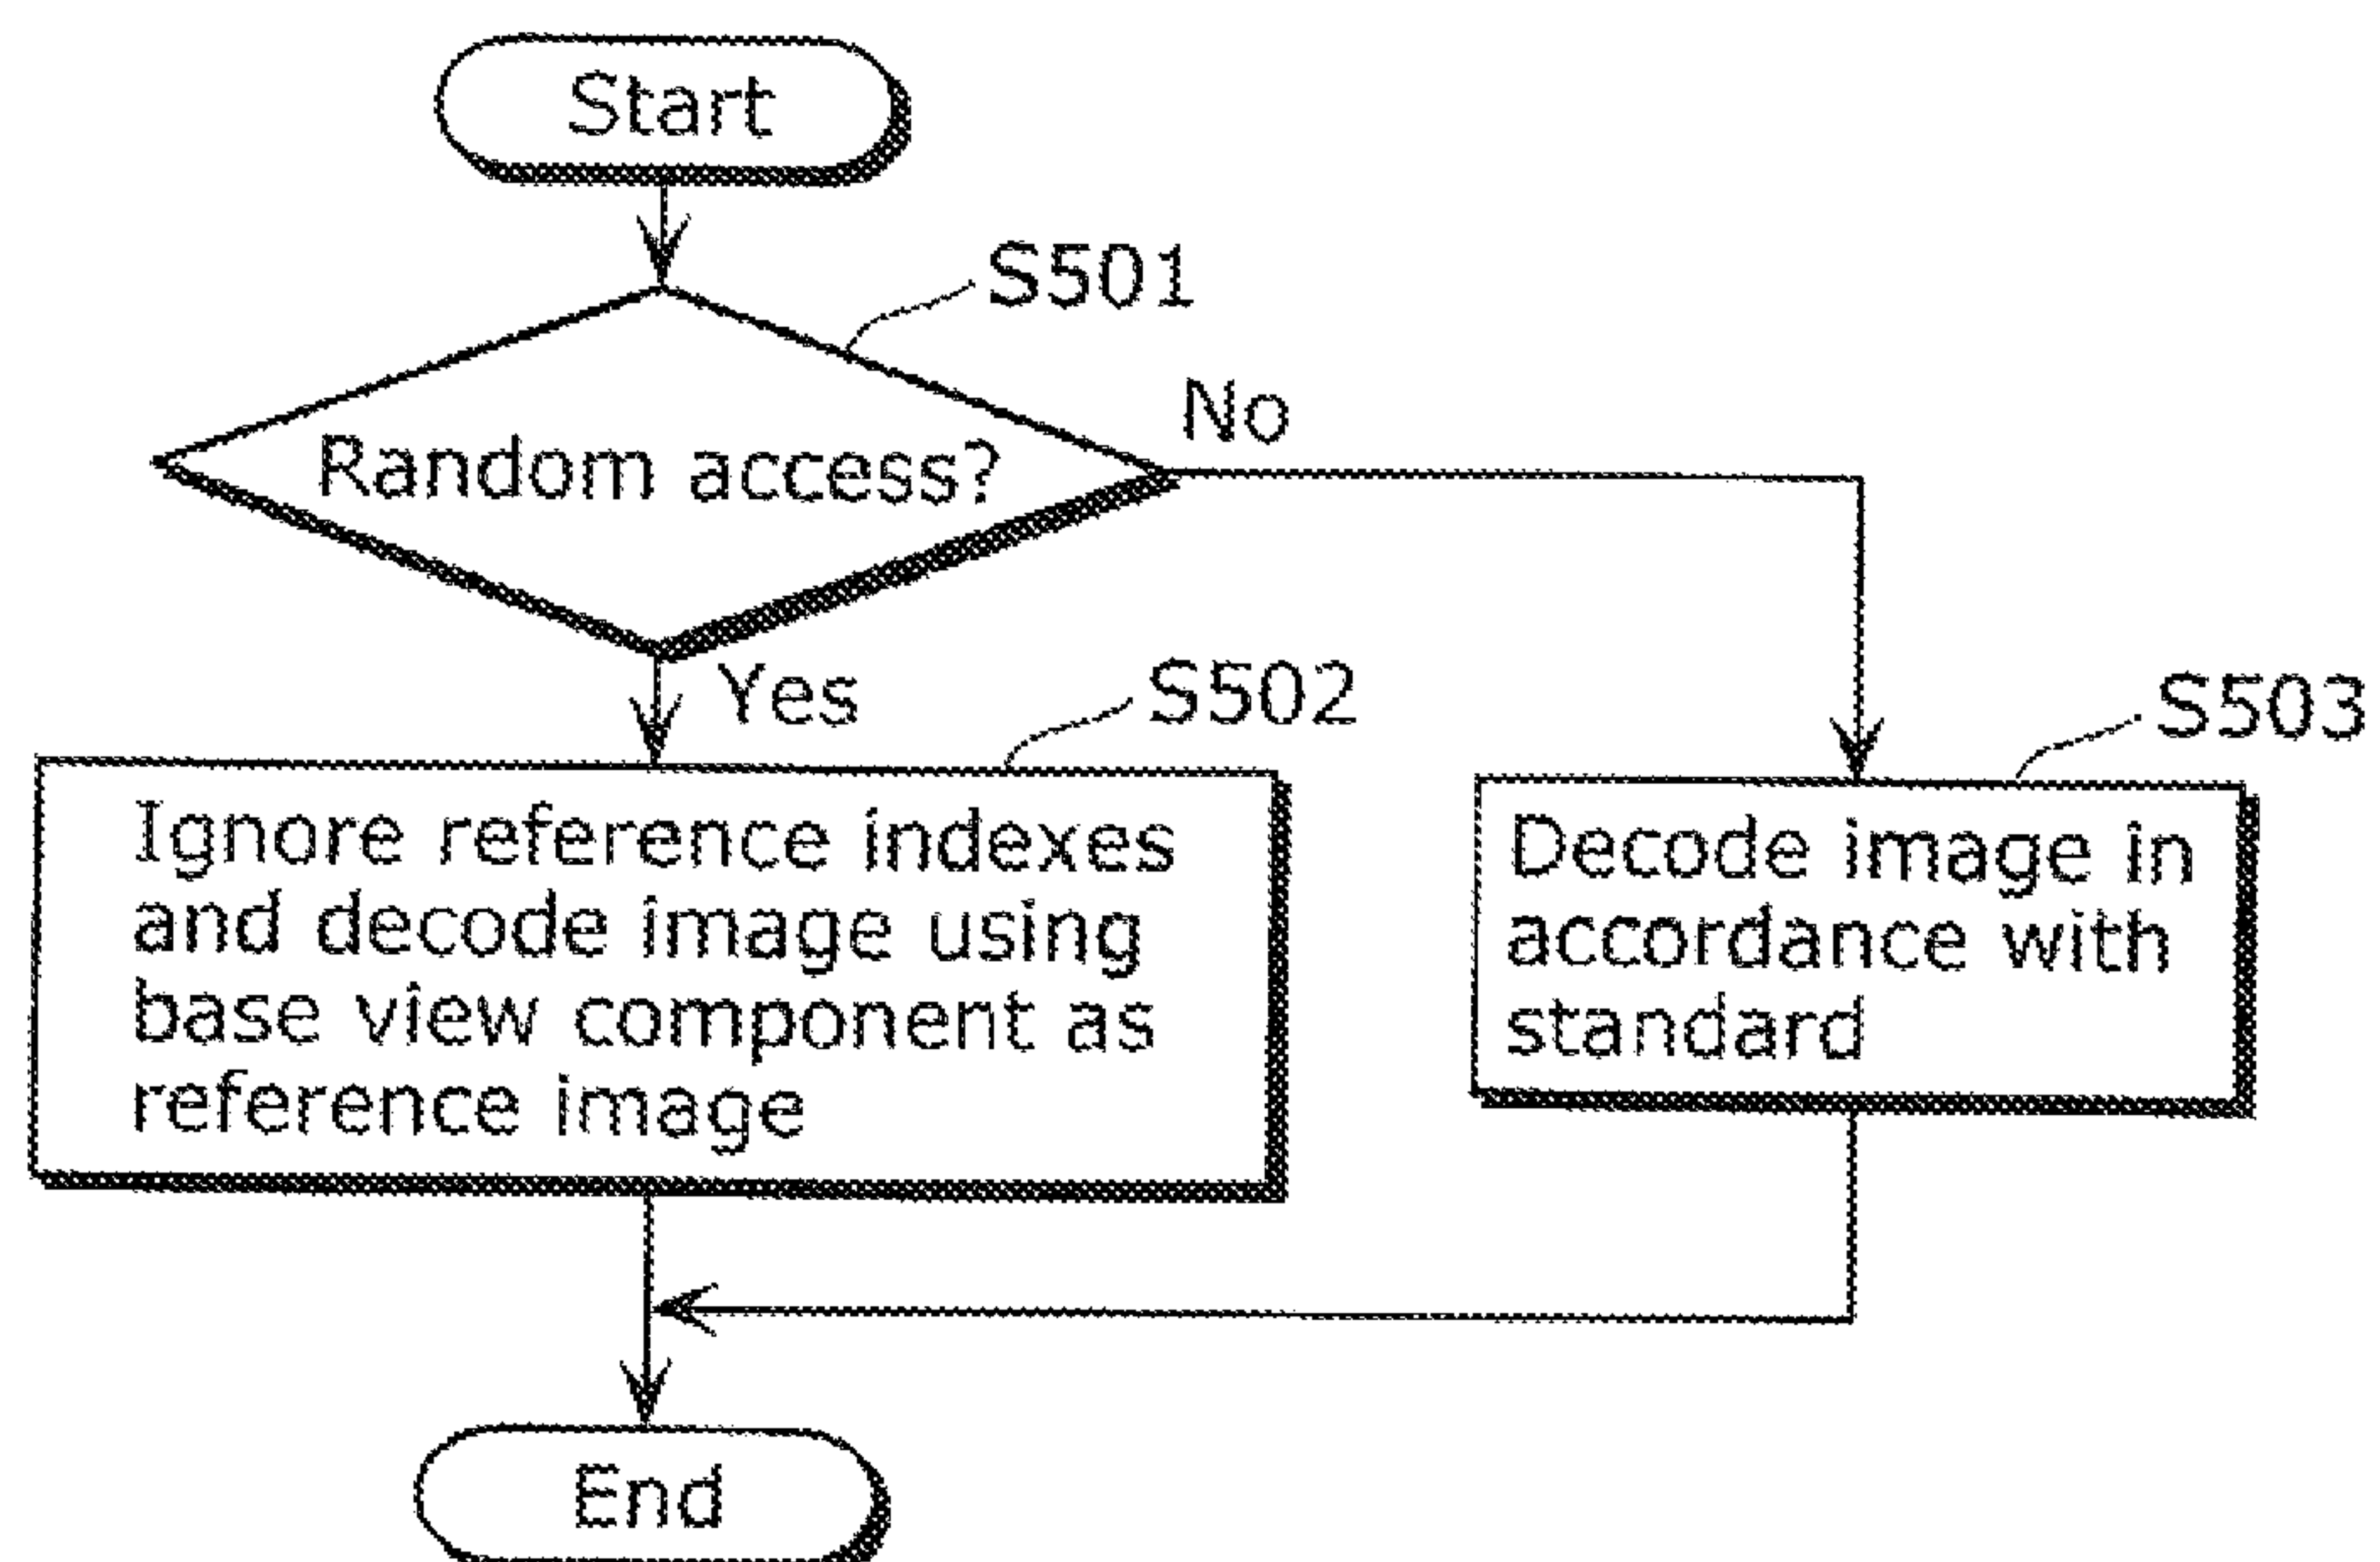 Start
S501
Random access?
No
Yes
S502
Ignore reference indexes
and decode image using
base view component as
reference image
S503
Decode image in
accordance with
standard
End